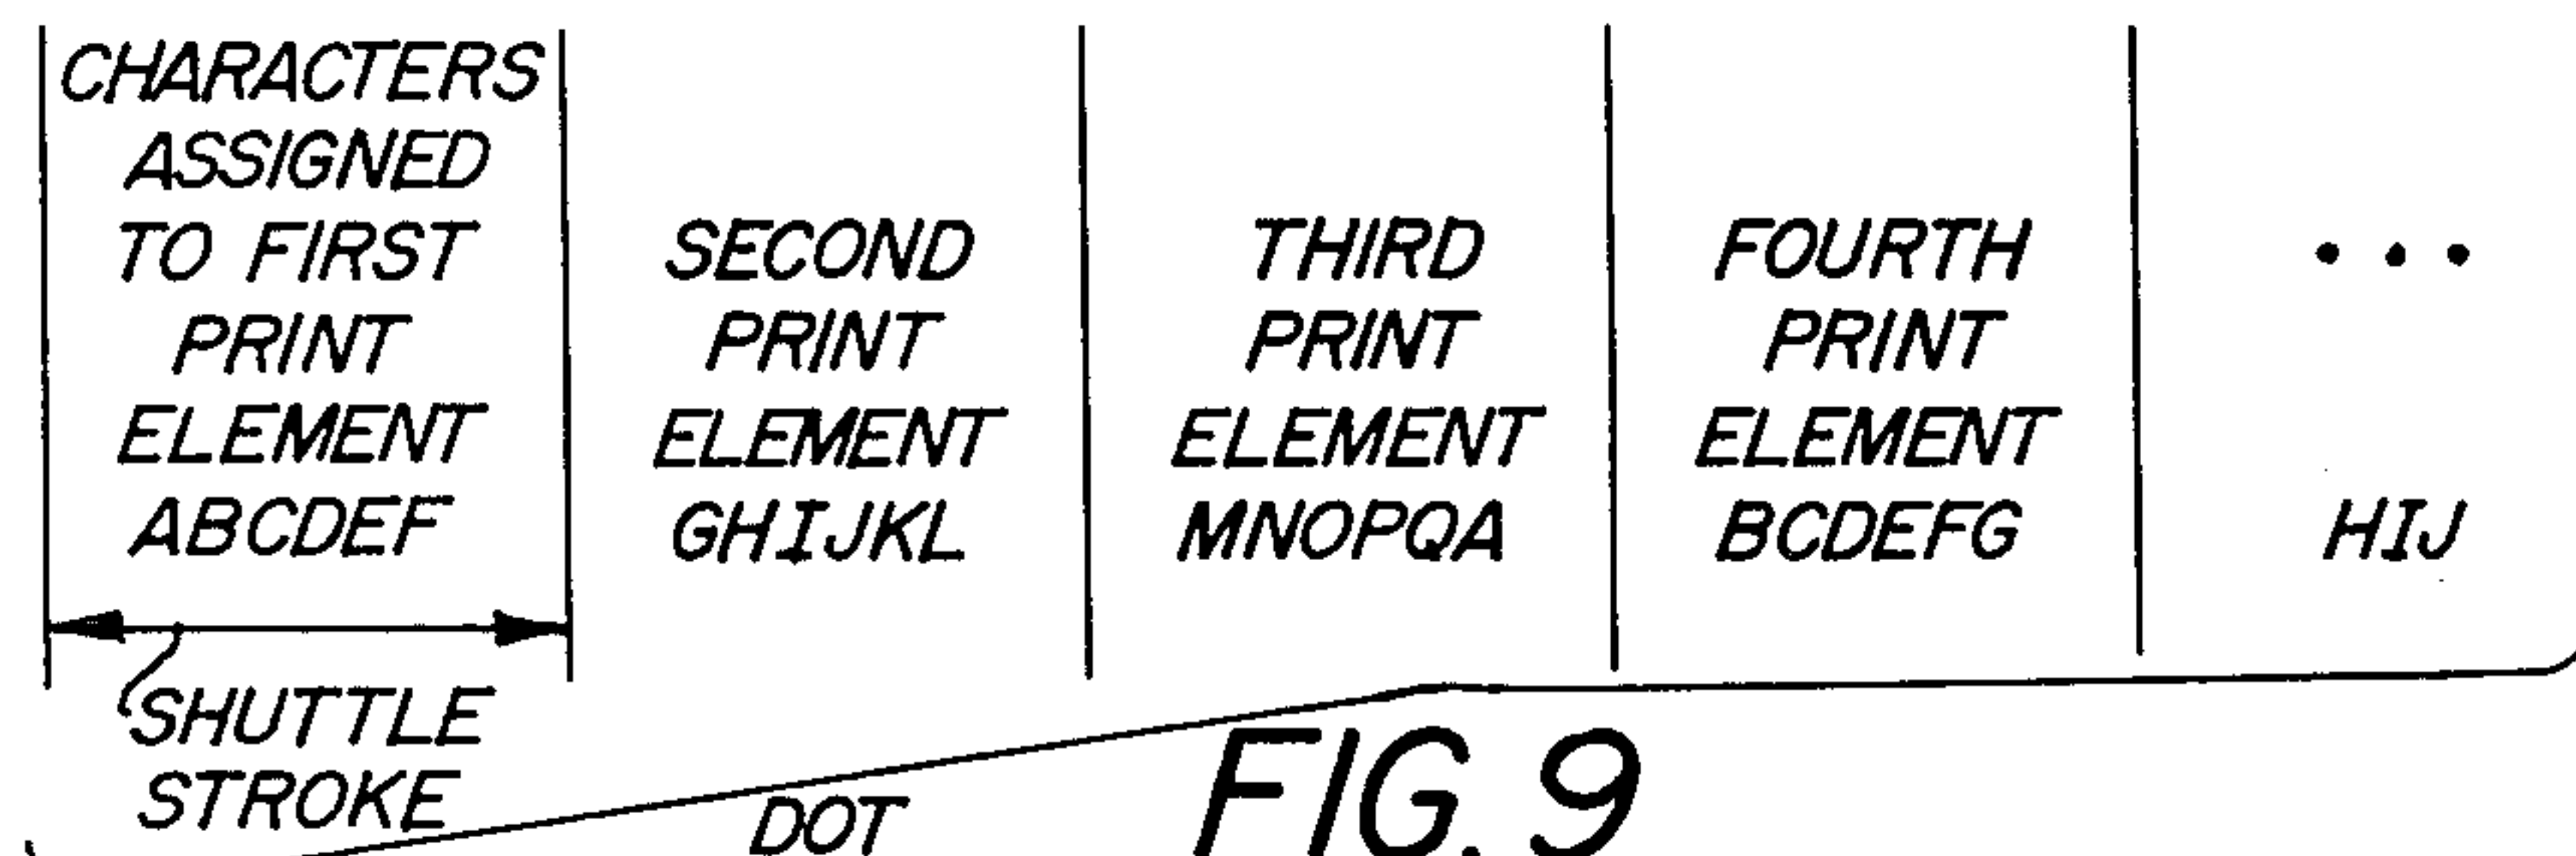 CHARACTERS
ASSIGNED
TO FIRST
PRINT
ELEMENT
ABCDEF
SECOND
PRINT
ELEMENT
GHIJKL
THIRD
PRINT
ELEMENT
MNOPQA
FOURTH
PRINT
ELEMENT
BCDEFG
• • •
HIJ
SHUTTLE
STROKE
DOT
FIG. 9